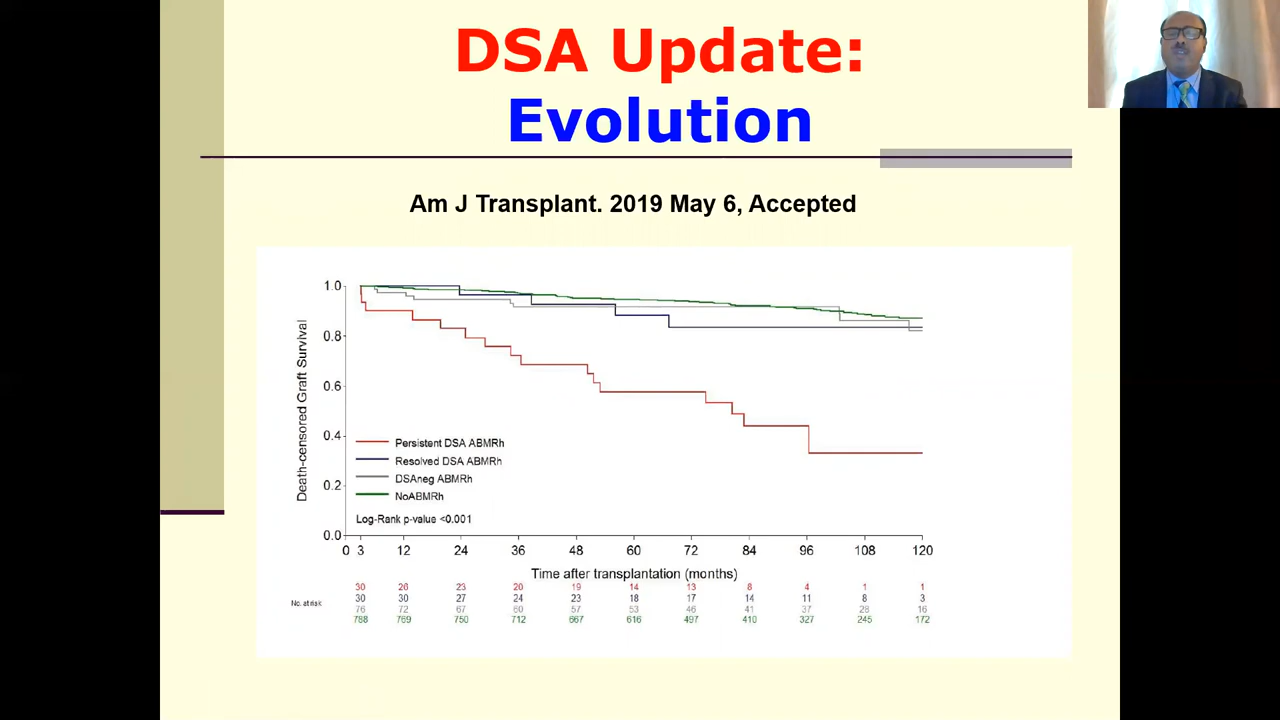 DSA Update:
Evolution
Am J Transplant. 2019 May 6, Accepted
1.0
0.8
0.6
0.4
0.2
0.0
Death-censored Graft Survival
Persistent DSA ABMRh
Resolved DSA ABMRh
DSAneg ABMRh
NoABMRh
Log-Rank p-value <0.001
0 3 12 24 36 48 60 72 84 96 108 120
Time after transplantation (months)
No. at risk
30 26 23 20 19 14 13 8 4 1 1
30 30 27 24 23 18 17 14 11 8 3
76 72 67 60 57 53 46 41 37 28 16
788 769 750 712 667 616 497 410 327 245 172